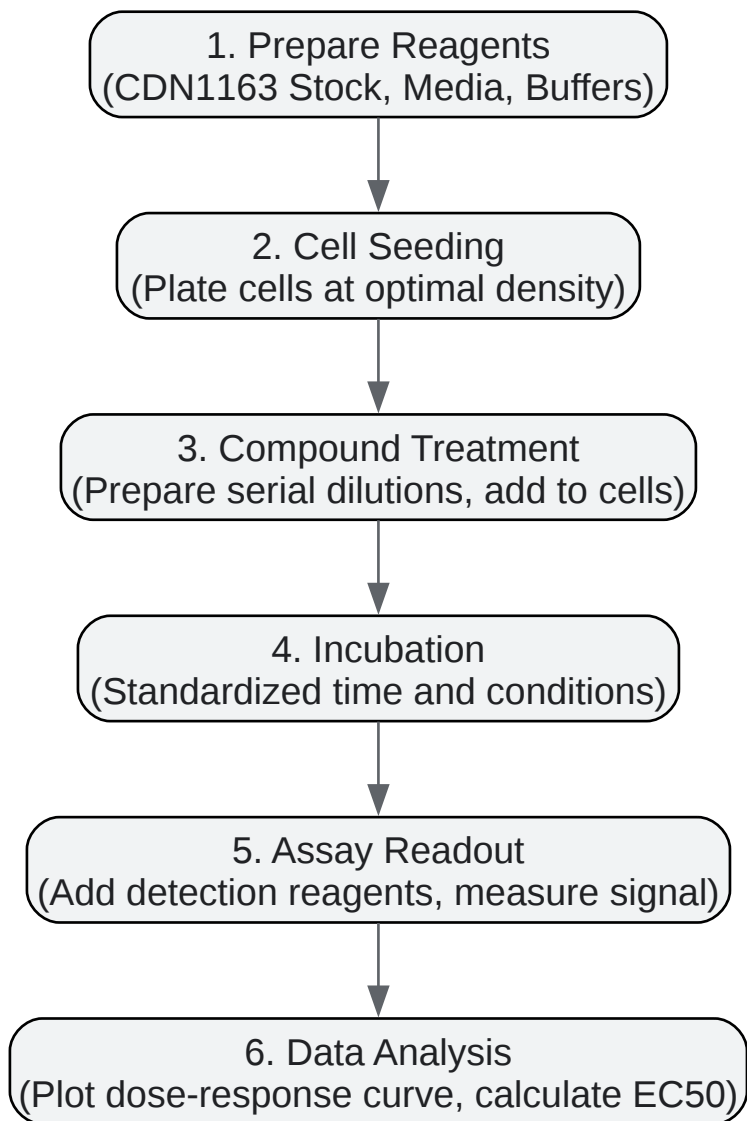 1. Prepare Reagents
(CDN1163 Stock, Media, Buffers)
2. Cell Seeding
(Plate cells at optimal density)
3. Compound Treatment
(Prepare serial dilutions, add to cells)
4. Incubation
(Standardized time and conditions)
5. Assay Readout
(Add detection reagents, measure signal)
6. Data Analysis
(Plot dose-response curve, calculate EC50)